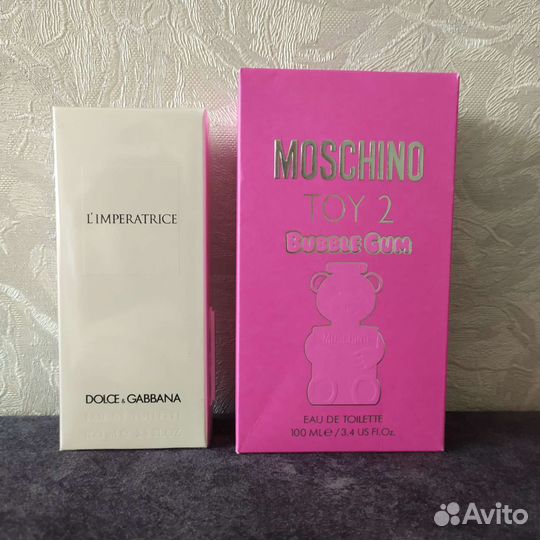 L'IMPERATRICE
DOLCE & GABBANA
MOSCHINO
TOY 2
BUBBLE GUM
MOSCHINO
EAU DE TOILETTE
100 MLe/3.4 US Fl.Oz.
Avito